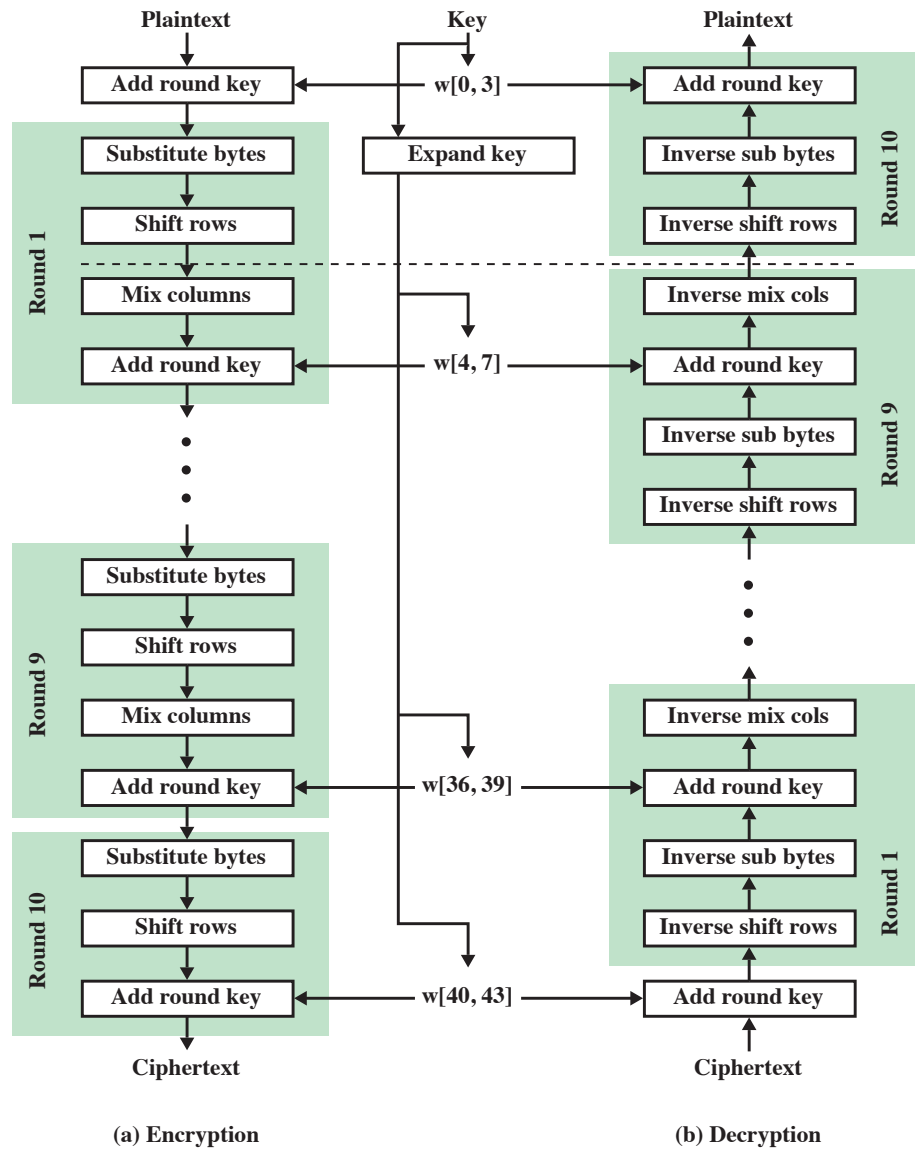 Plaintext
Key
Plaintext
Add round key
w[0, 3]
Add round key
Substitute bytes
Expand key
Inverse sub bytes
Round 10
Shift rows
Inverse shift rows
Round 1
Mix columns
Inverse mix cols
Add round key
w[4, 7]
Add round key
Round 9
Inverse sub bytes
Inverse shift rows
Substitute bytes
Shift rows
Round 9
Mix columns
Inverse mix cols
Add round key
w[36, 39]
Add round key
Substitute bytes
Inverse sub bytes
Round 1
Round 10
Shift rows
Inverse shift rows
Add round key
w[40, 43]
Add round key
Ciphertext
Ciphertext
(a) Encryption
(b) Decryption